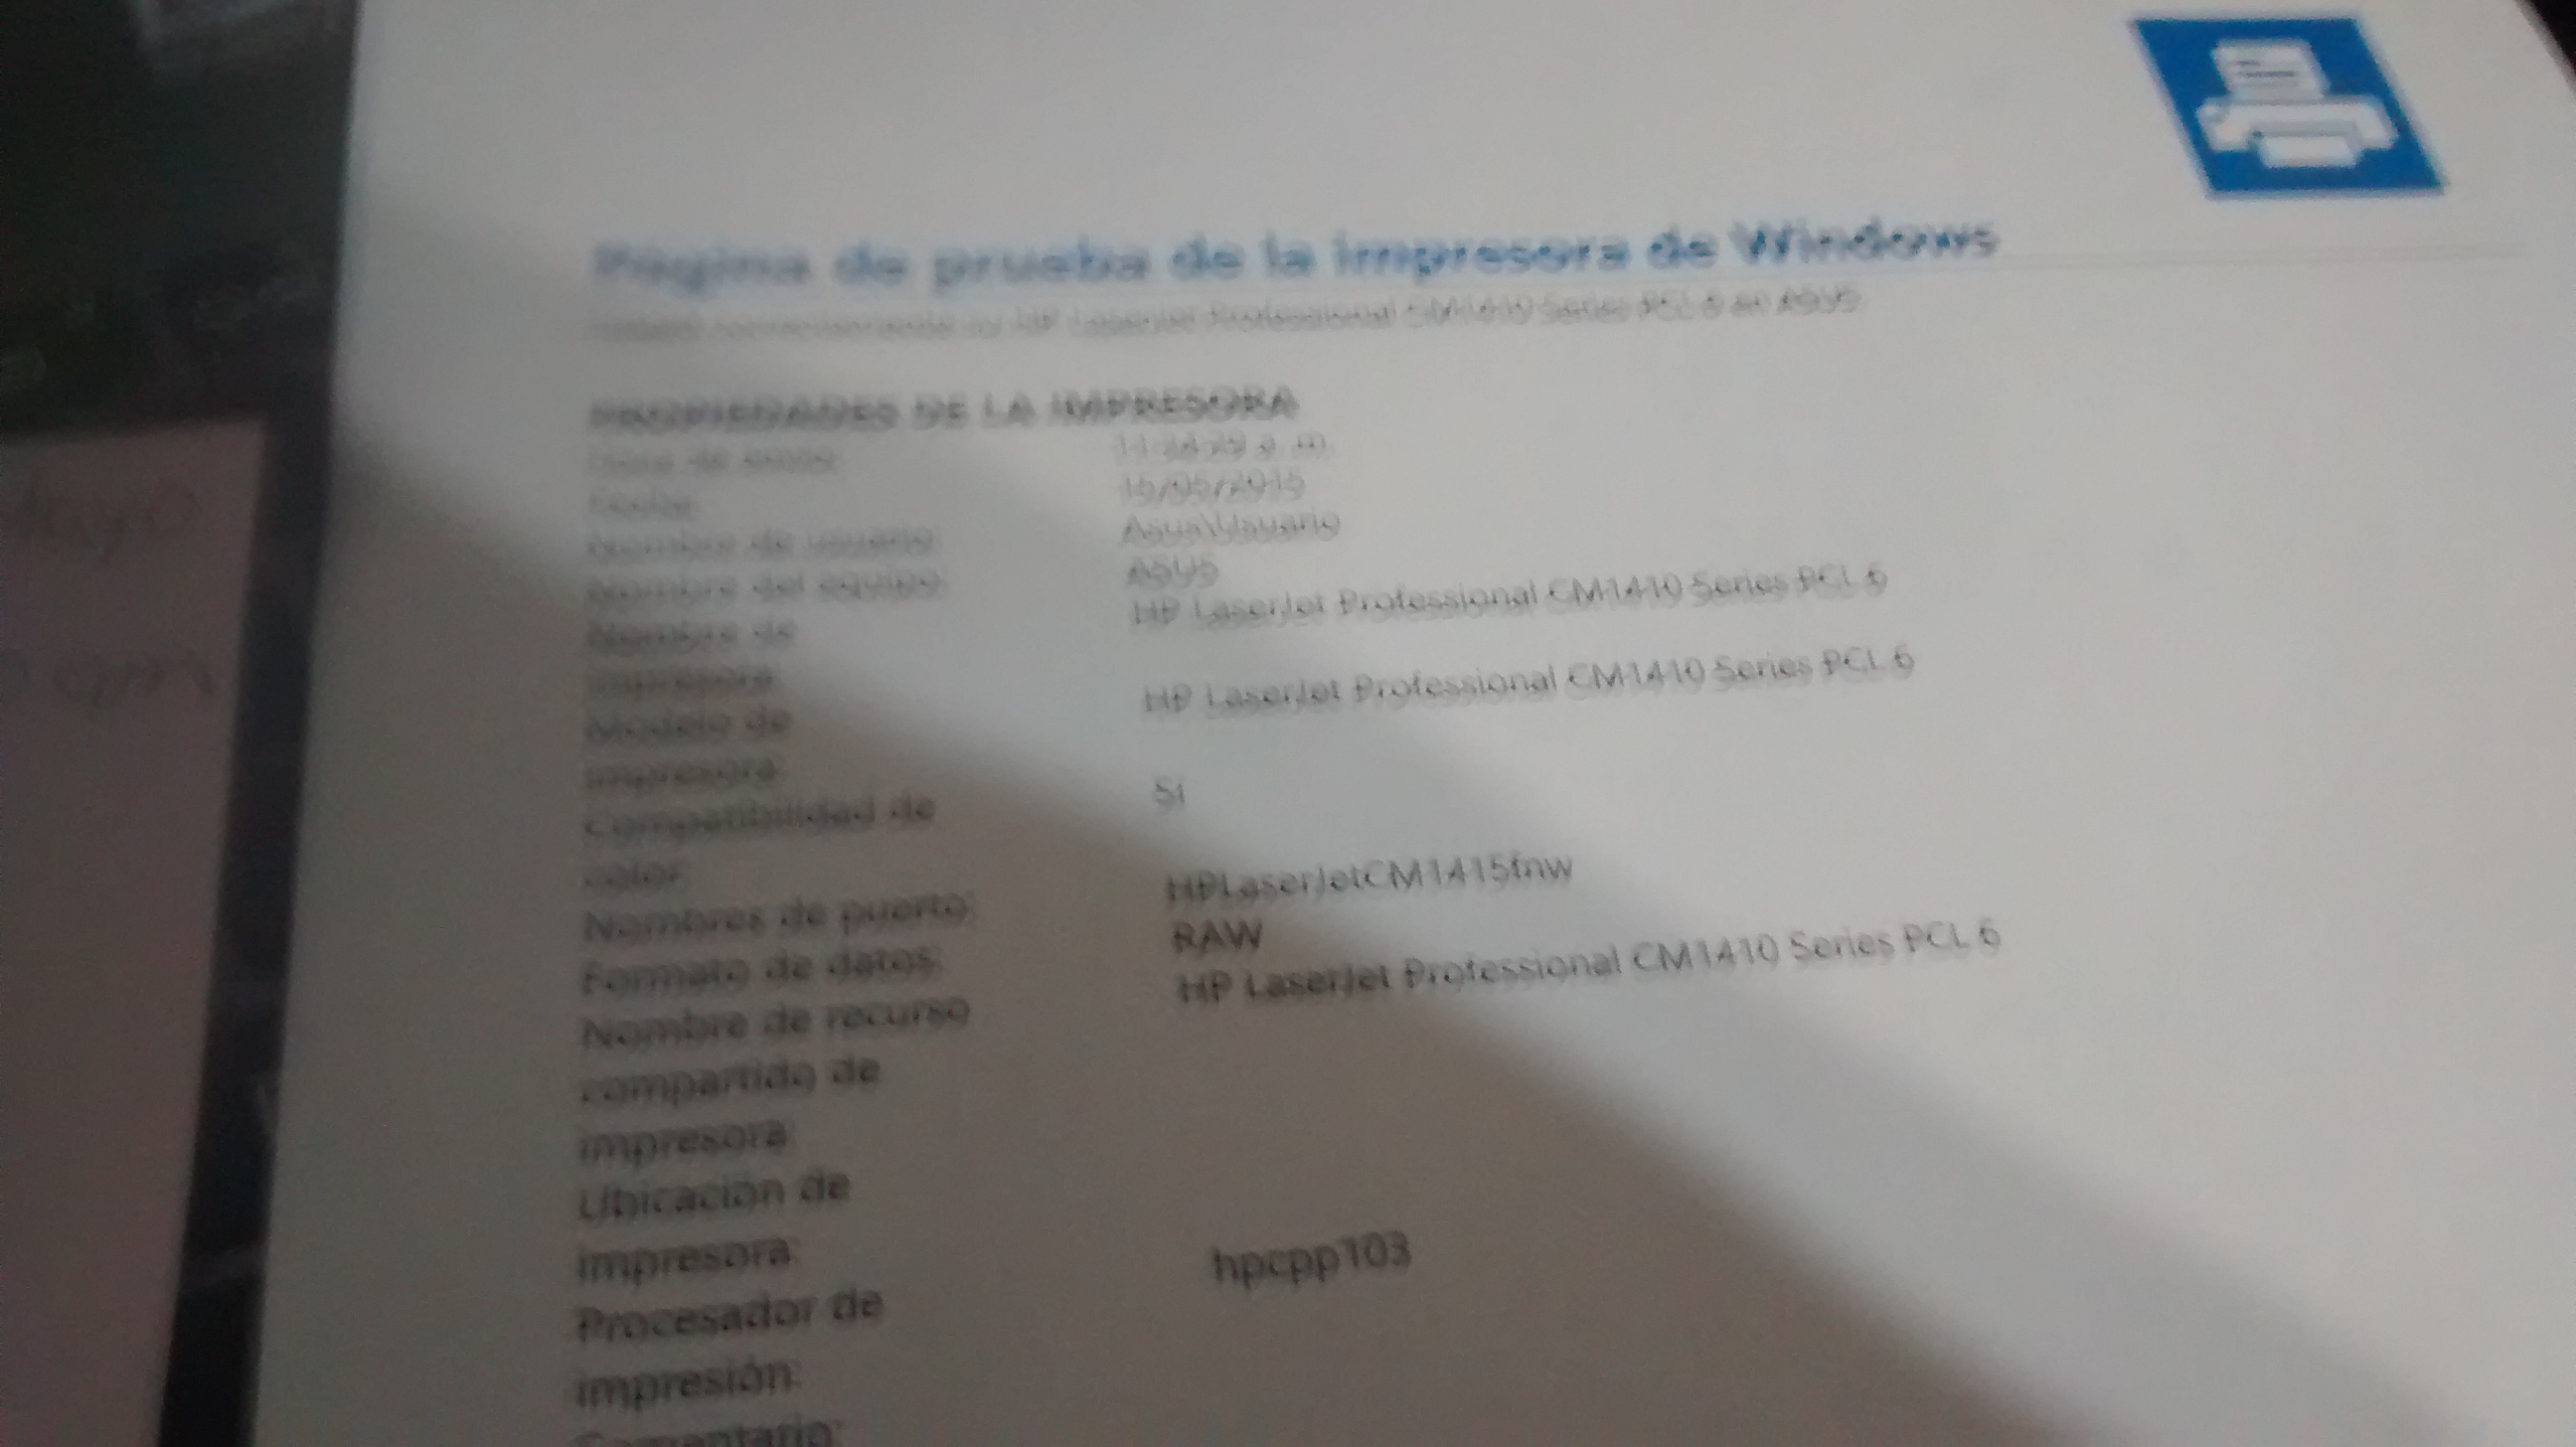 Página de prueba de la impresora de Windows
HP LaserJet Professional CM1410 Series PCL 6 en ASUS
PROPIEDADES DE LA IMPRESORA
Hora de envío: a. m.
Fecha: 15/05/2015
Nombre de usuario: Asus\Usuario
Nombre del equipo: ASUS
Nombre de HP LaserJet Professional CM1410 Series PCL 6
impresora:
Modelo de HP LaserJet Professional CM1410 Series PCL 6
impresora:
Compatibilidad de Sí
color:
Nombres de puerto: HPLaserJetCM1415fnw
Formato de datos: RAW
Nombre de recurso HP LaserJet Professional CM1410 Series PCL 6
compartido de
impresora:
Ubicación de
impresora:
Procesador de hpcpp103
impresión:
Comentario: